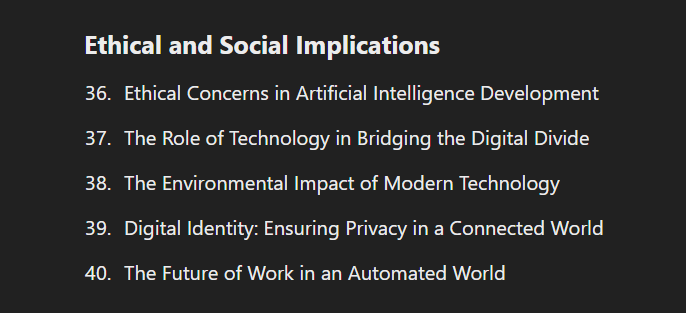 Ethical and Social Implications
36. Ethical Concerns in Artificial Intelligence Development
37. The Role of Technology in Bridging the Digital Divide
38. The Environmental Impact of Modern Technology
39. Digital Identity: Ensuring Privacy in a Connected World
40. The Future of Work in an Automated World